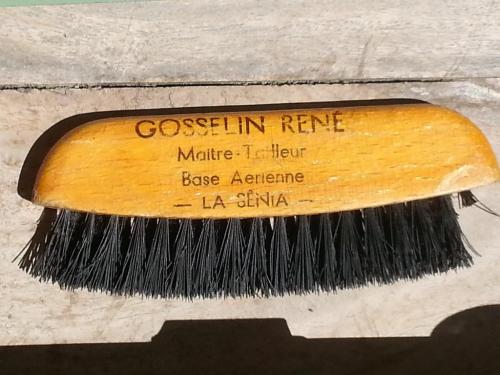 GOSSELIN RENÉ
Maitre-Tailleur
Base Aerienne
— LA SÉNIA —